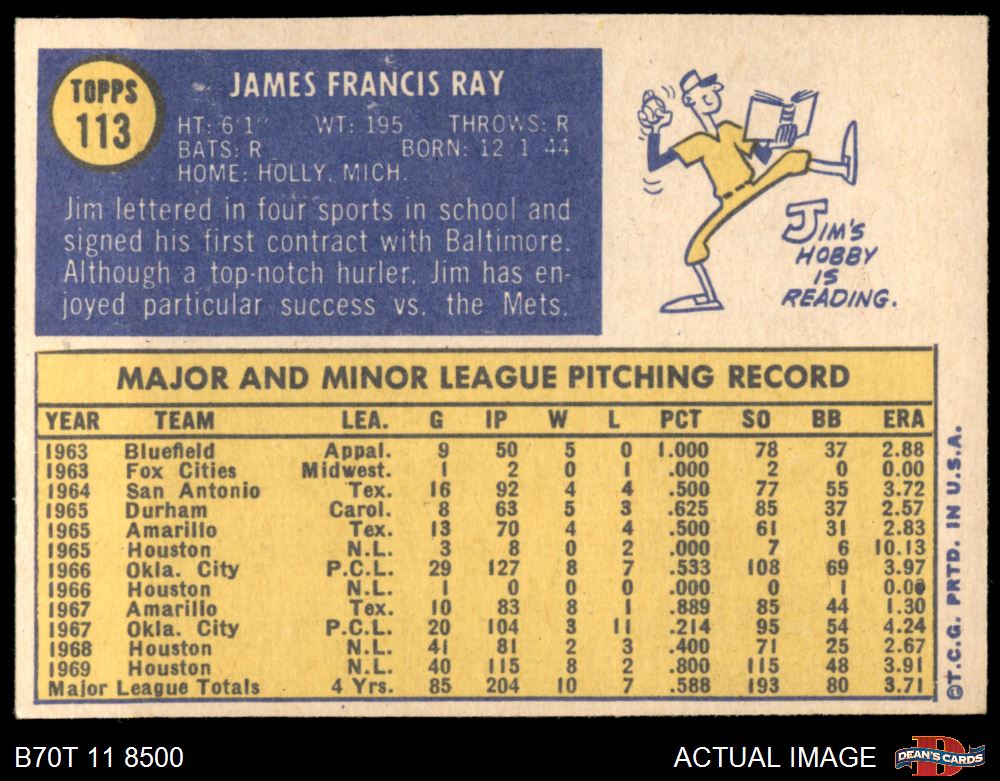 TOPPS
113
JAMES FRANCIS RAY
HT: 6'1" WT: 195 THROWS: R
BATS: R BORN: 12 1 44
HOME: HOLLY, MICH.
Jim lettered in four sports in school and
signed his first contract with Baltimore.
Although a top-notch hurler, Jim has en-
joyed particular success vs. the Mets.
JIM'S
HOBBY
IS
READING.
MAJOR AND MINOR LEAGUE PITCHING RECORD
YEAR TEAM LEA. G IP W L PCT SO BB ERA
1963 Bluefield Appal. 9 50 5 0 1.000 78 37 2.88
1963 Fox Cities Midwest. 1 2 0 1 .000 2 0 0.00
1964 San Antonio Tex. 16 92 4 4 .500 77 55 3.72
1965 Durham Carol. 8 63 5 3 .625 85 37 2.57
1965 Amarillo Tex. 13 70 4 4 .500 61 31 2.83
1965 Houston N.L. 3 8 0 2 .000 7 6 10.13
1966 Okla. City P.C.L. 29 127 8 7 .533 108 69 3.97
1966 Houston N.L. 1 0 0 0 .000 0 1 0.00
1967 Amarillo Tex. 10 83 8 1 .889 85 44 1.30
1967 Okla. City P.C.L. 20 104 3 11 .214 95 54 4.24
1968 Houston N.L. 41 81 2 3 .400 71 25 2.67
1969 Houston N.L. 40 115 8 2 .800 115 48 3.91
Major League Totals 4 Yrs. 85 204 10 7 .588 193 80 3.71
©T.C.G. PRTD. IN U.S.A.
B70T 11 8500
ACTUAL IMAGE
DEAN'S CARDS